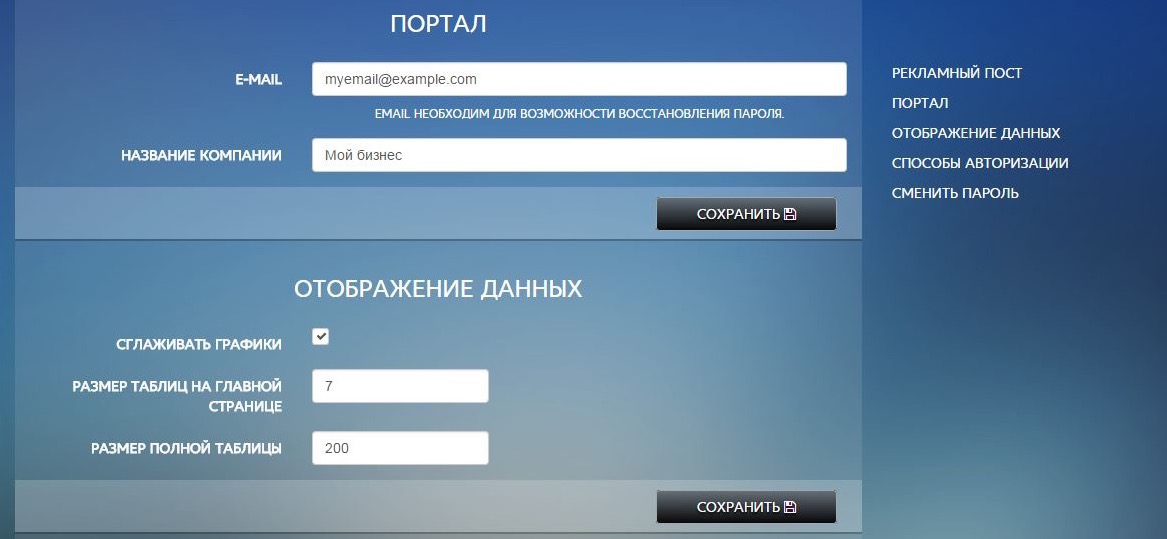 ПОРТАЛ
E-MAIL
myemail@example.com
EMAIL НЕОБХОДИМ ДЛЯ ВОЗМОЖНОСТИ ВОССТАНОВЛЕНИЯ ПАРОЛЯ.
НАЗВАНИЕ КОМПАНИИ
Мой бизнес
СОХРАНИТЬ
ОТОБРАЖЕНИЕ ДАННЫХ
СГЛАЖИВАТЬ ГРАФИКИ
РАЗМЕР ТАБЛИЦ НА ГЛАВНОЙ
СТРАНИЦЕ
7
РАЗМЕР ПОЛНОЙ ТАБЛИЦЫ
200
СОХРАНИТЬ
РЕКЛАМНЫЙ ПОСТ
ПОРТАЛ
ОТОБРАЖЕНИЕ ДАННЫХ
СПОСОБЫ АВТОРИЗАЦИИ
СМЕНИТЬ ПАРОЛЬ